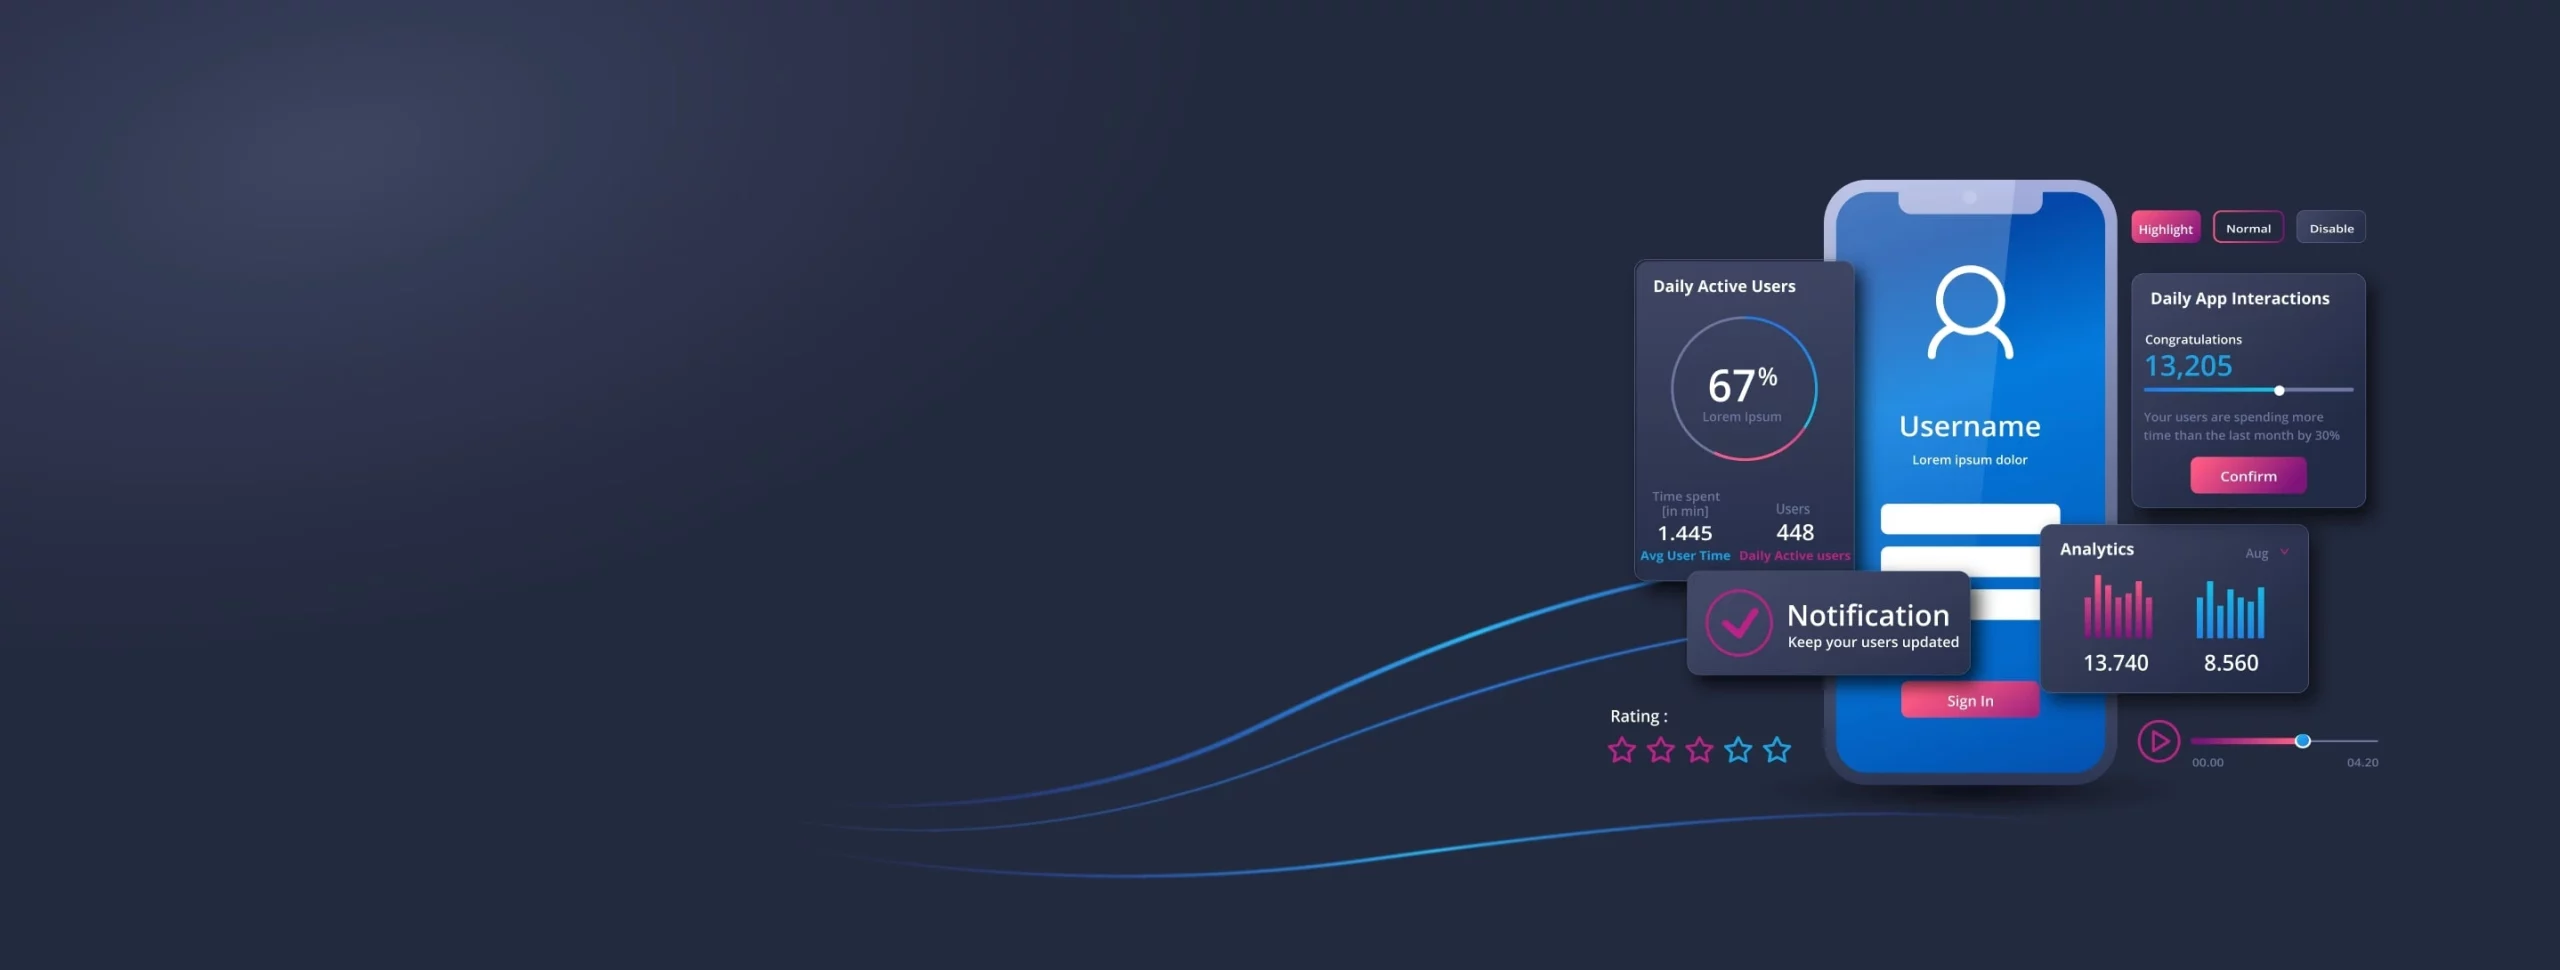 Daily Active Users
67%
Lorem Ipsum
Time spent
[in min]
1.445
Avg User Time
Users
448
Daily Active users
Notification
Keep your users updated
Rating :
Username
Lorem ipsum dolor
Sign In
Highlight
Normal
Disable
Daily App Interactions
Congratulations
13,205
Your users are spending more
time than the last month by 30%
Confirm
Analytics
Aug
13.740
8.560
00.00
04.20